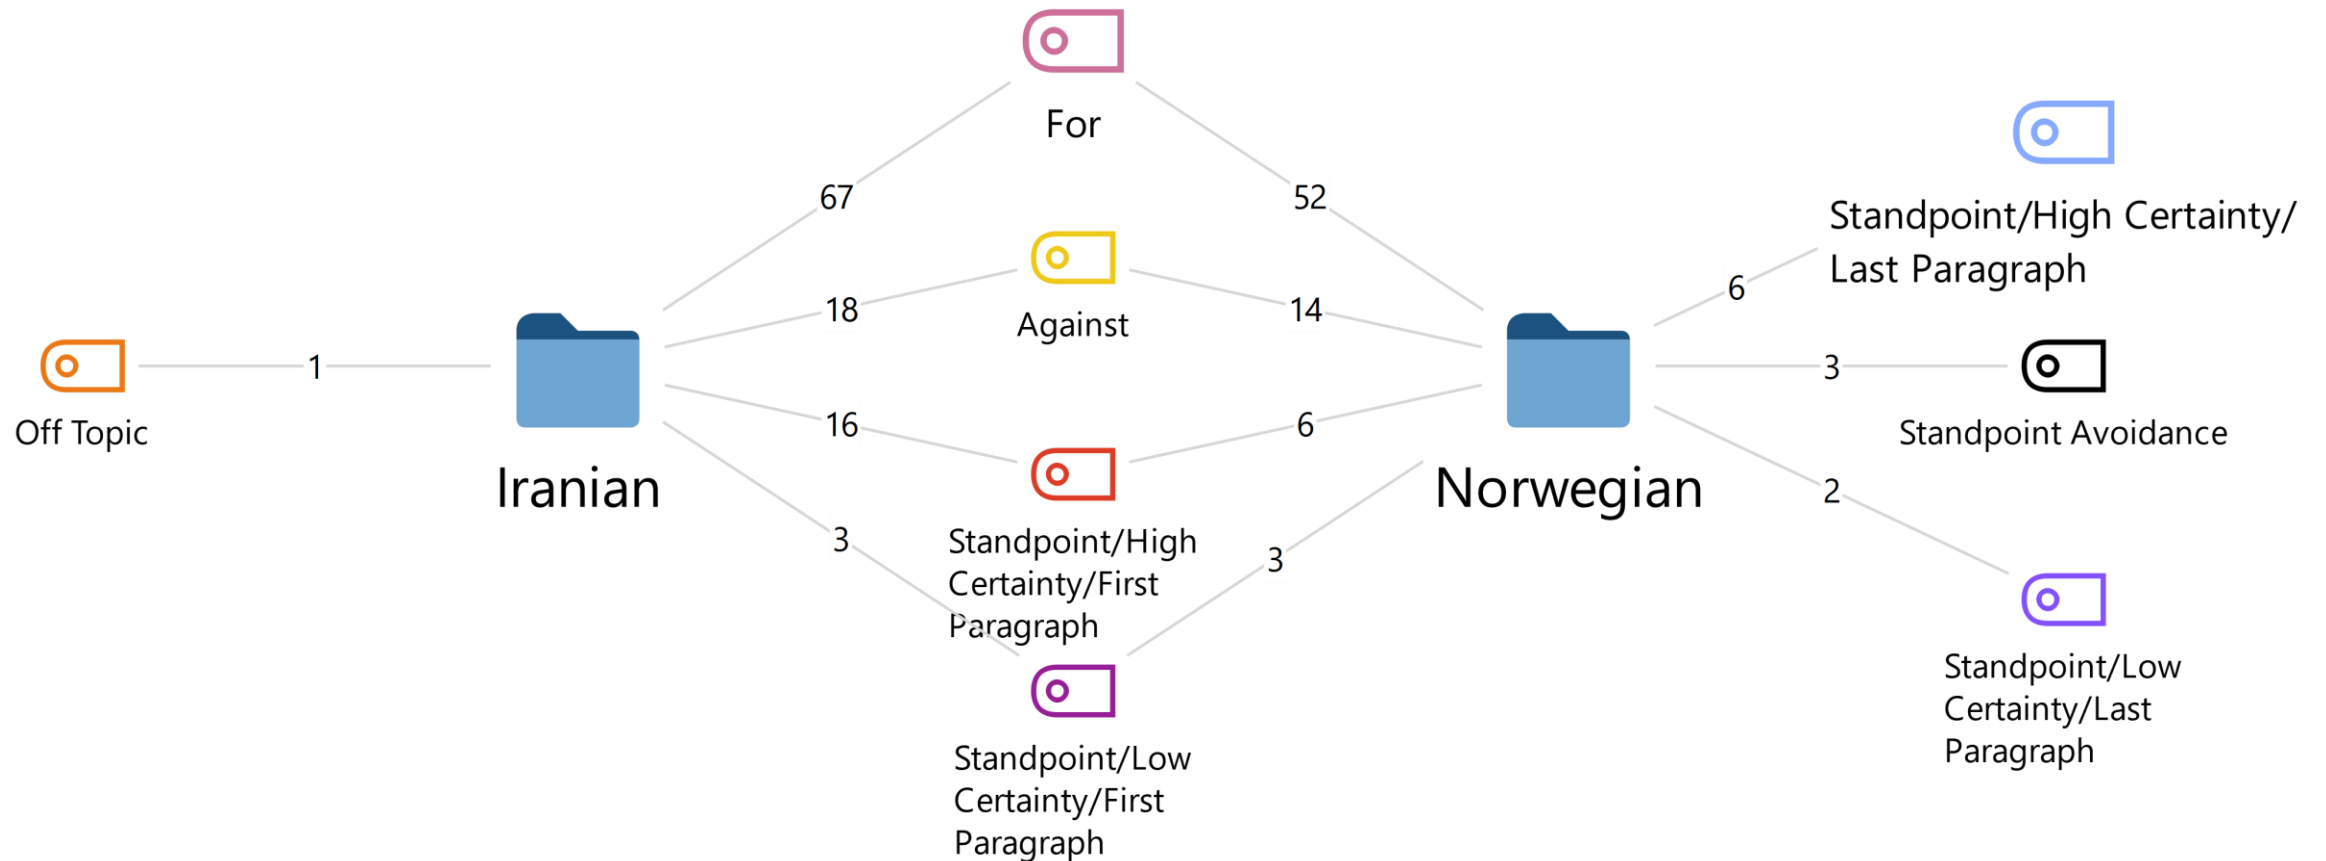 For
67
52
Standpoint/High Certainty/
Last Paragraph
6
Against
18
14
Off Topic
1
Iranian
Norwegian
3
Standpoint Avoidance
16
6
2
Standpoint/High
Certainty/First
Paragraph
3
3
Standpoint/Low
Certainty/Last
Paragraph
Standpoint/Low
Certainty/First
Paragraph